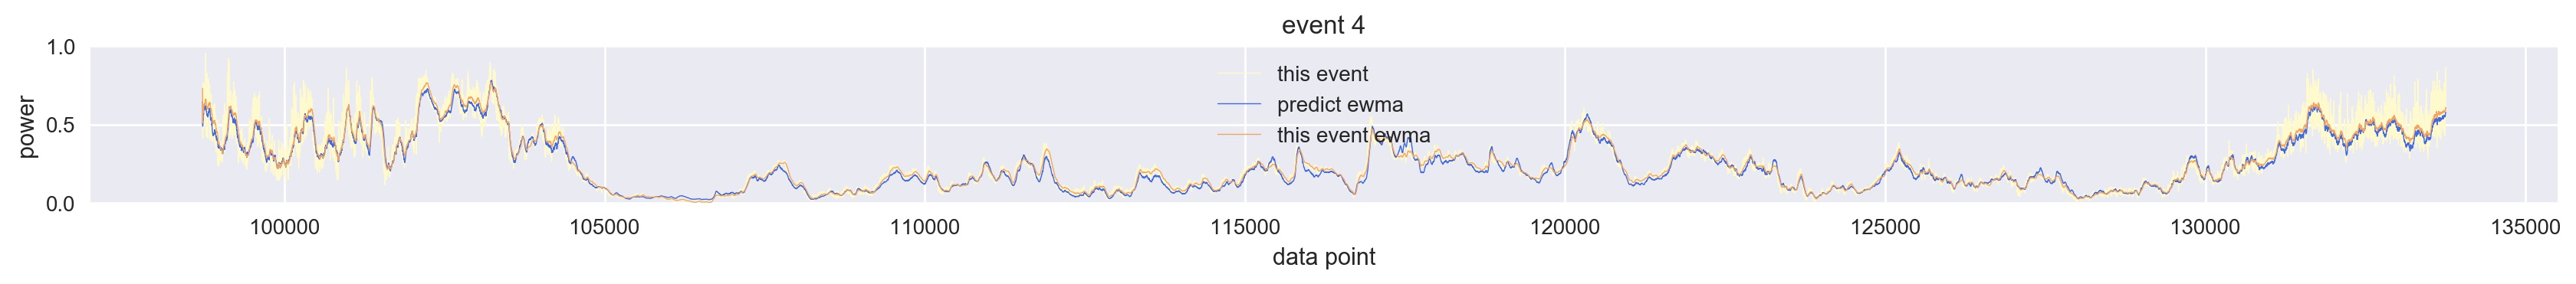 event 4
1.0
0.5
0.0
power
this event
predict ewma
this event ewma
100000 105000 110000 115000 120000 125000 130000 135000
data point